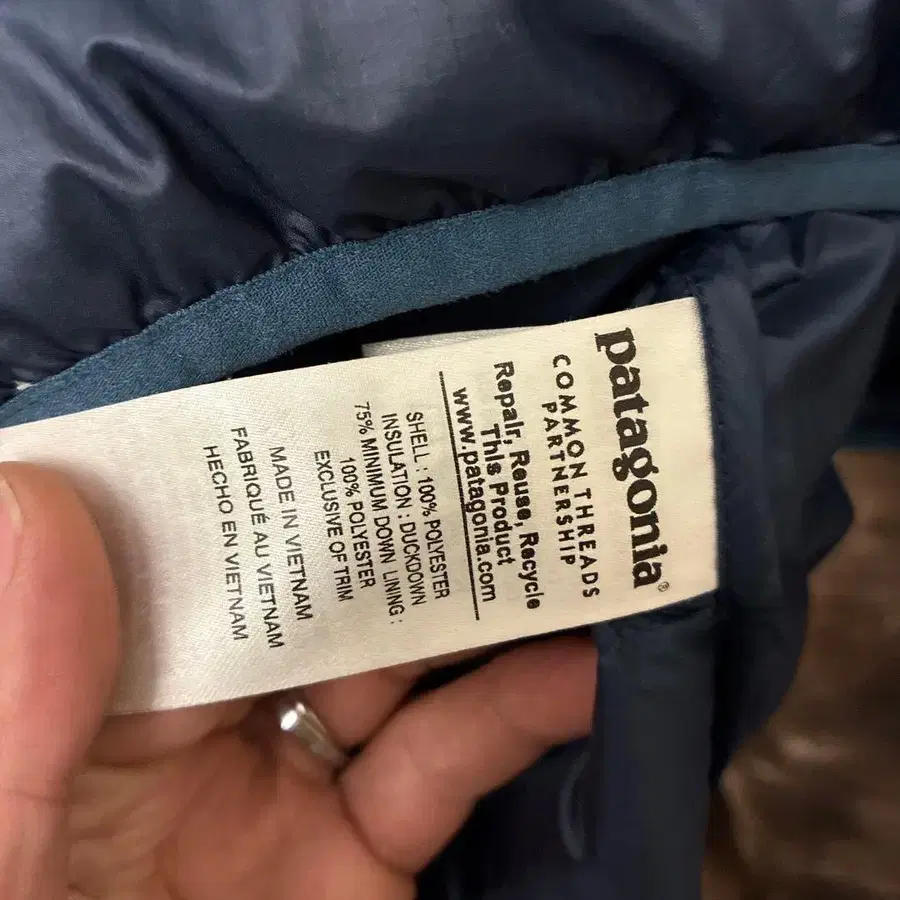 patagonia®
COMMON THREADS
PARTNERSHIP
Repair, Reuse, Recycle
This Product
www.patagonia.com
SHELL : 100% POLYESTER
INSULATION : DUCKDOWN
75% MINIMUM DOWN LINING :
100% POLYESTER
EXCLUSIVE OF TRIM
MADE IN VIETNAM
FABRIQUÉ AU VIETNAM
HECHO EN VIETNAM